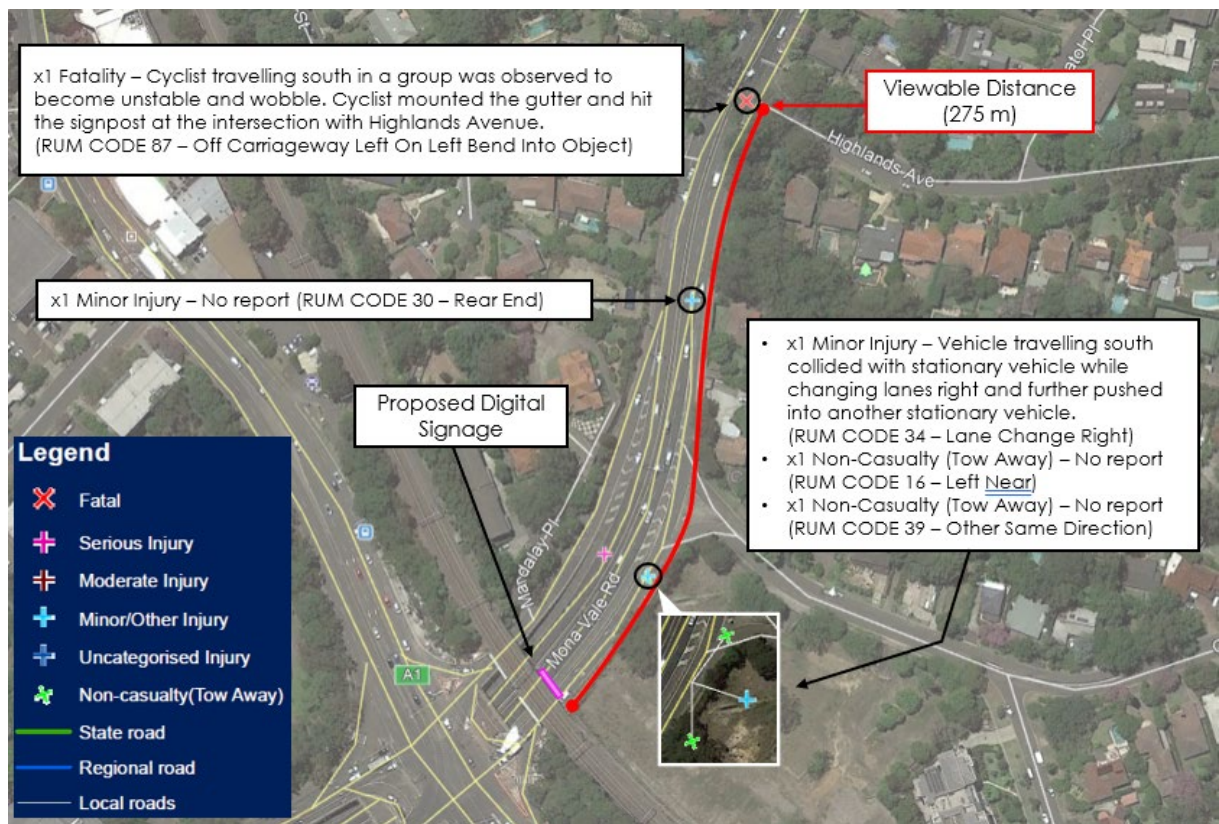 x1 Fatality – Cyclist travelling south in a group was observed to
become unstable and wobble. Cyclist mounted the gutter and hit
the signpost at the intersection with Highlands Avenue.
(RUM CODE 87 – Off Carriageway Left On Left Bend Into Object)
Viewable Distance
(275 m)
Highlands-Ave
x1 Minor Injury – No report (RUM CODE 30 – Rear End)
• x1 Minor Injury – Vehicle travelling south
collided with stationary vehicle while
changing lanes right and further pushed
into another stationary vehicle.
(RUM CODE 34 – Lane Change Right)
• x1 Non-Casualty (Tow Away) – No report
(RUM CODE 16 – Left Near)
• x1 Non-Casualty (Tow Away) – No report
(RUM CODE 39 – Other Same Direction)
Proposed Digital
Signage
Mandalay-Pl
Mona-Vale-Rd
A1
Legend
Fatal
Serious Injury
Moderate Injury
Minor/Other Injury
Uncategorised Injury
Non-casualty(Tow Away)
State road
Regional road
Local roads